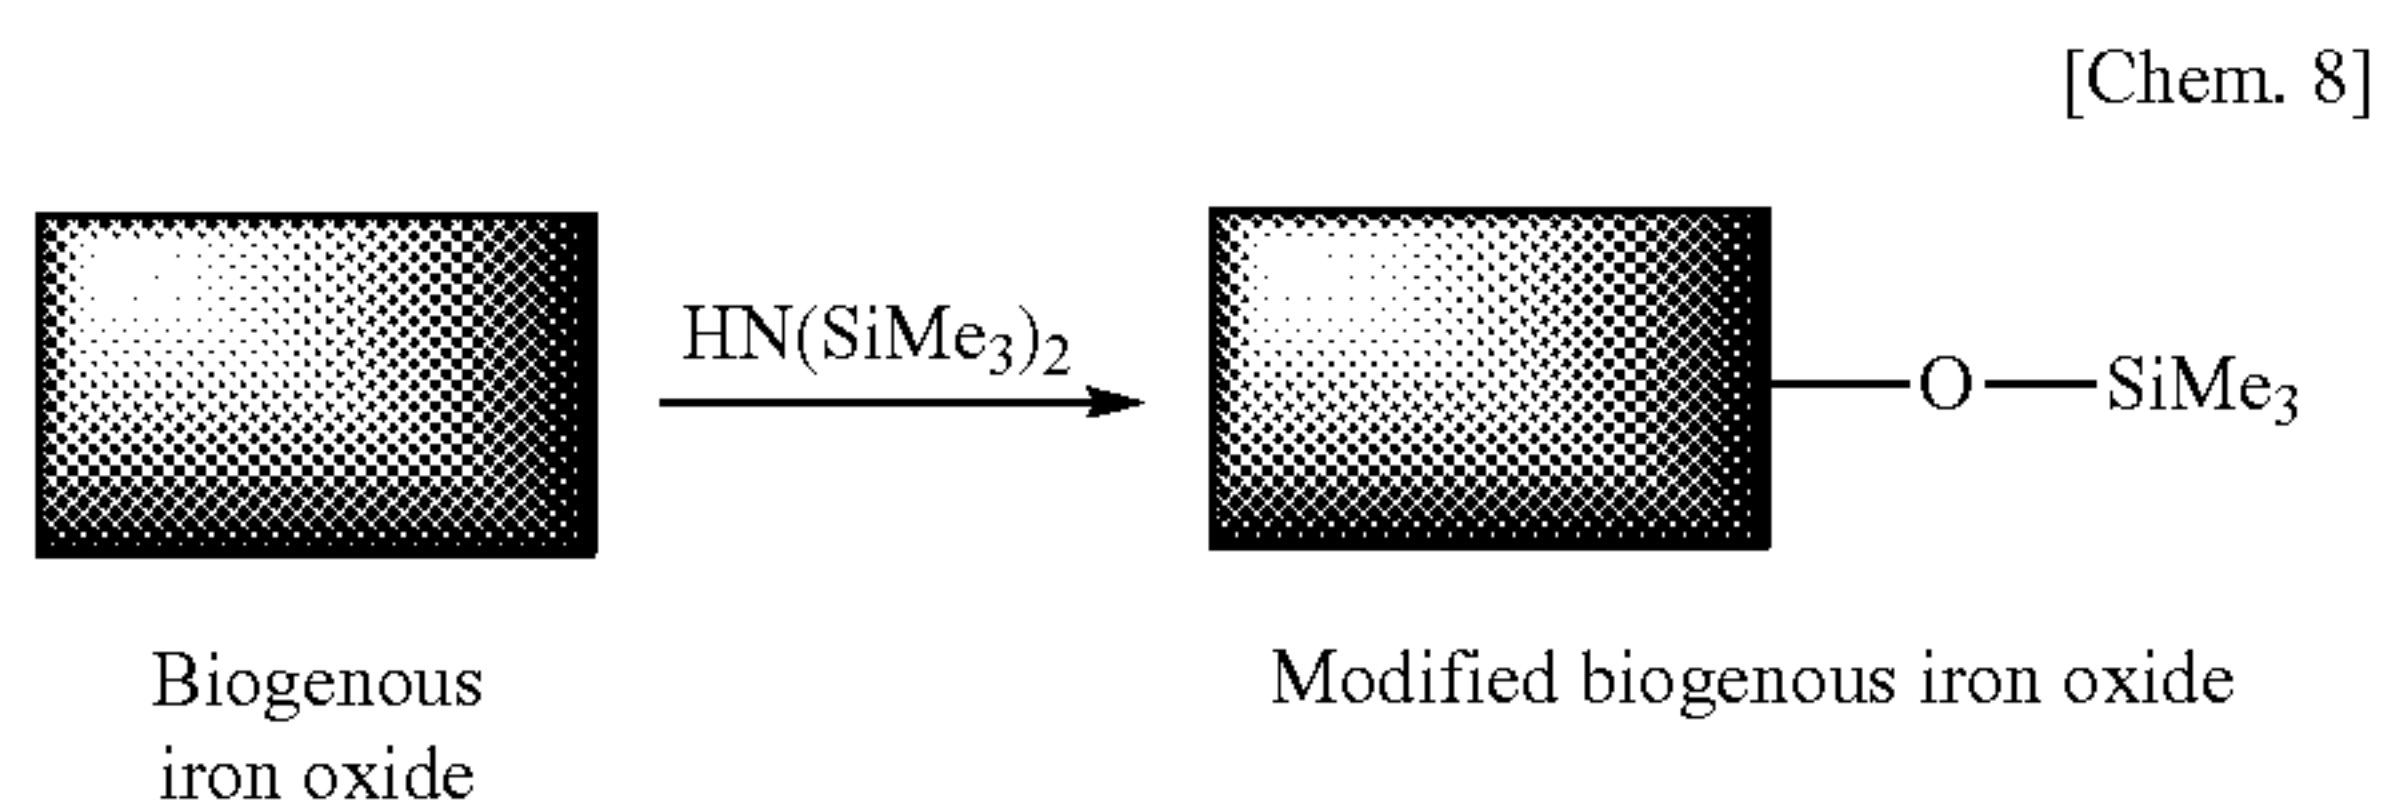 [Chem. 8]
HN(SiMe3)2
O
SiMe3
Biogenous
iron oxide
Modified biogenous iron oxide